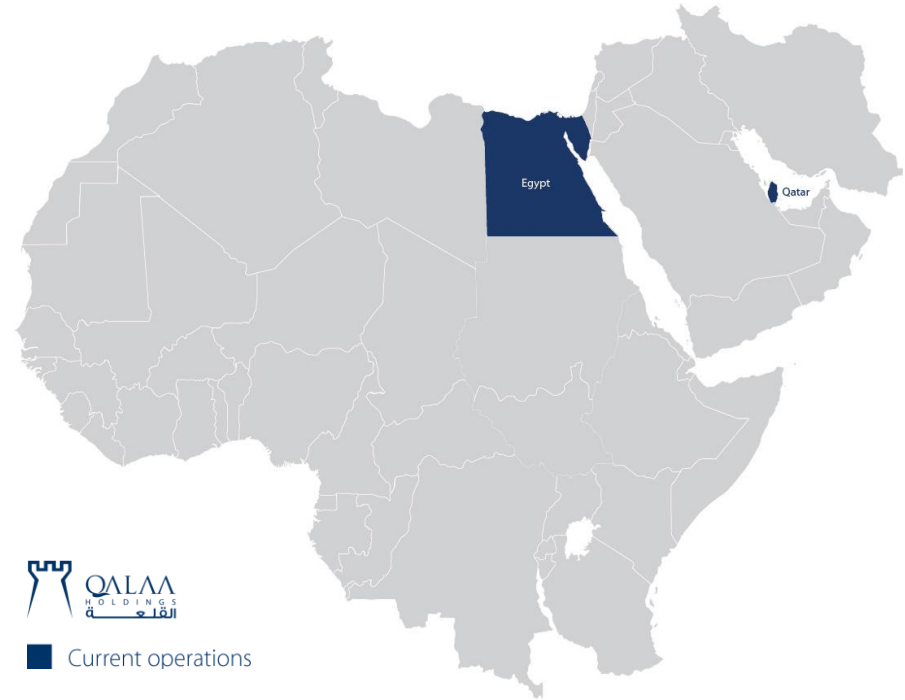 Egypt
Qatar
QALAA
HOLDINGS
القلعة
Current operations